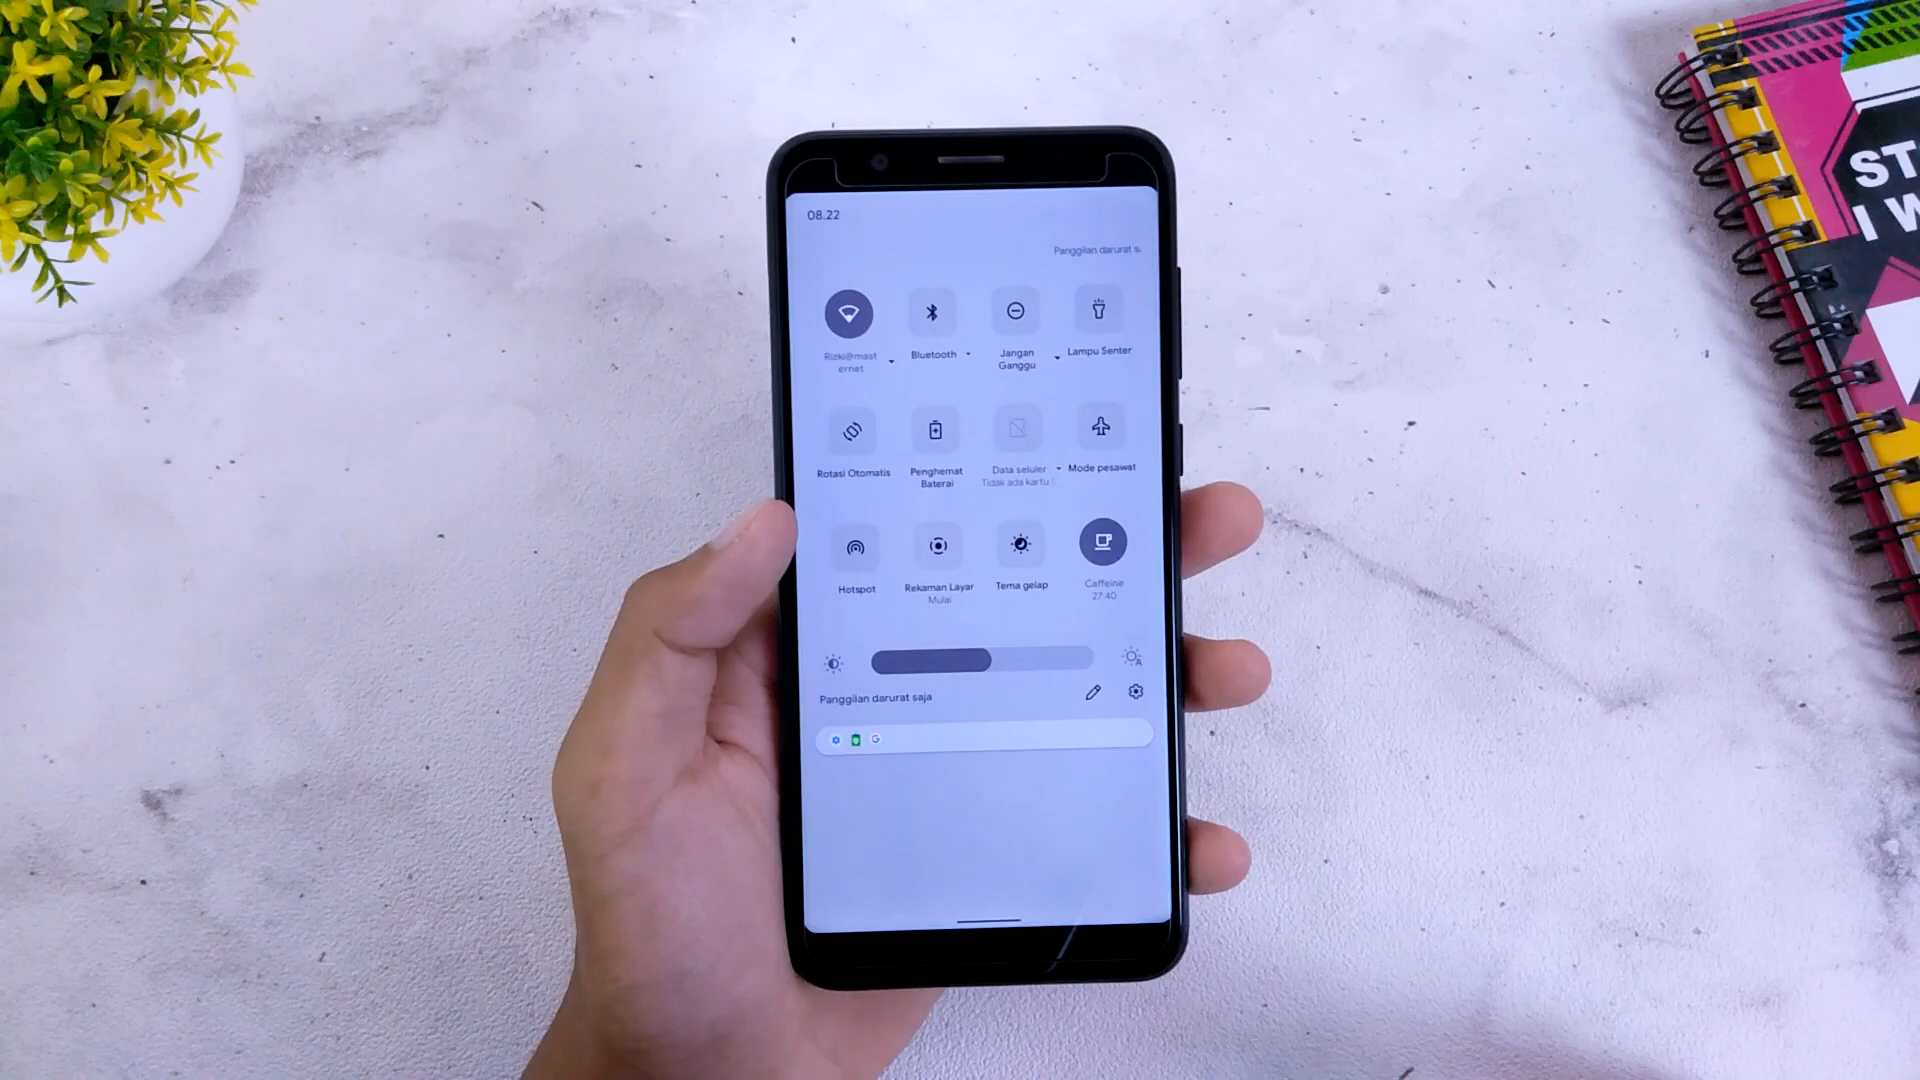 08.22
Panggilan darurat s
Rizki@mast
ernet
Bluetooth
Jangan
Ganggu
Lampu Senter
Rotasi Otomatis
Penghemat
Baterai
Data seluler
Tidak ada kartu
Mode pesawat
Hotspot
Rekaman Layar
Mulai
Tema gelap
Caffeine
27:40
Panggilan darurat saja
ST
I W